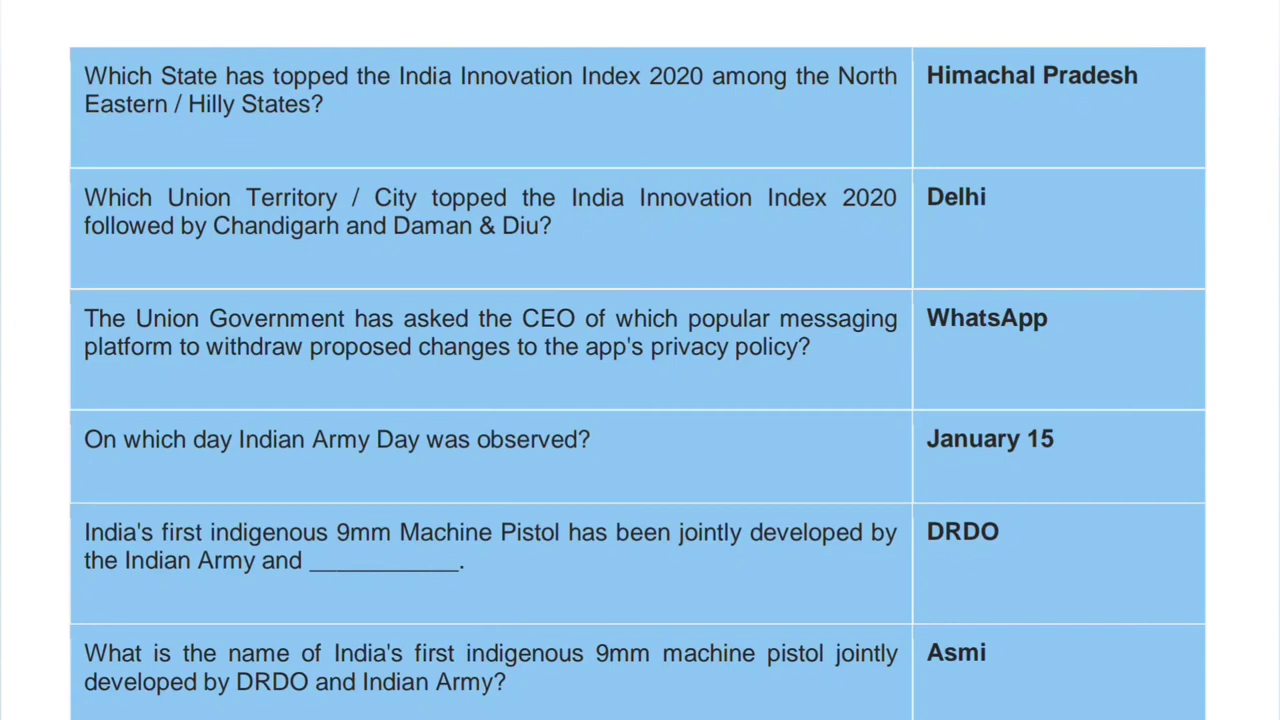 Which State has topped the India Innovation Index 2020 among the North Himachal Pradesh
Eastern / Hilly States?
Which Union Territory / City topped the India Innovation Index 2020 Delhi
followed by Chandigarh and Daman & Diu?
The Union Government has asked the CEO of which popular messaging WhatsApp
platform to withdraw proposed changes to the app's privacy policy?
On which day Indian Army Day was observed? January 15
India's first indigenous 9mm Machine Pistol has been jointly developed by DRDO
the Indian Army and ___________.
What is the name of India's first indigenous 9mm machine pistol jointly Asmi
developed by DRDO and Indian Army?